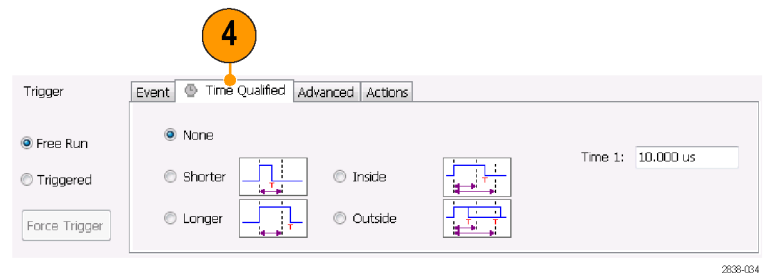 4
Trigger
Event Time Qualified Advanced Actions
Free Run
None
Time 1: 10.000 us
Triggered
Shorter T Inside T
Force Trigger
Longer T Outside T T
2838-034